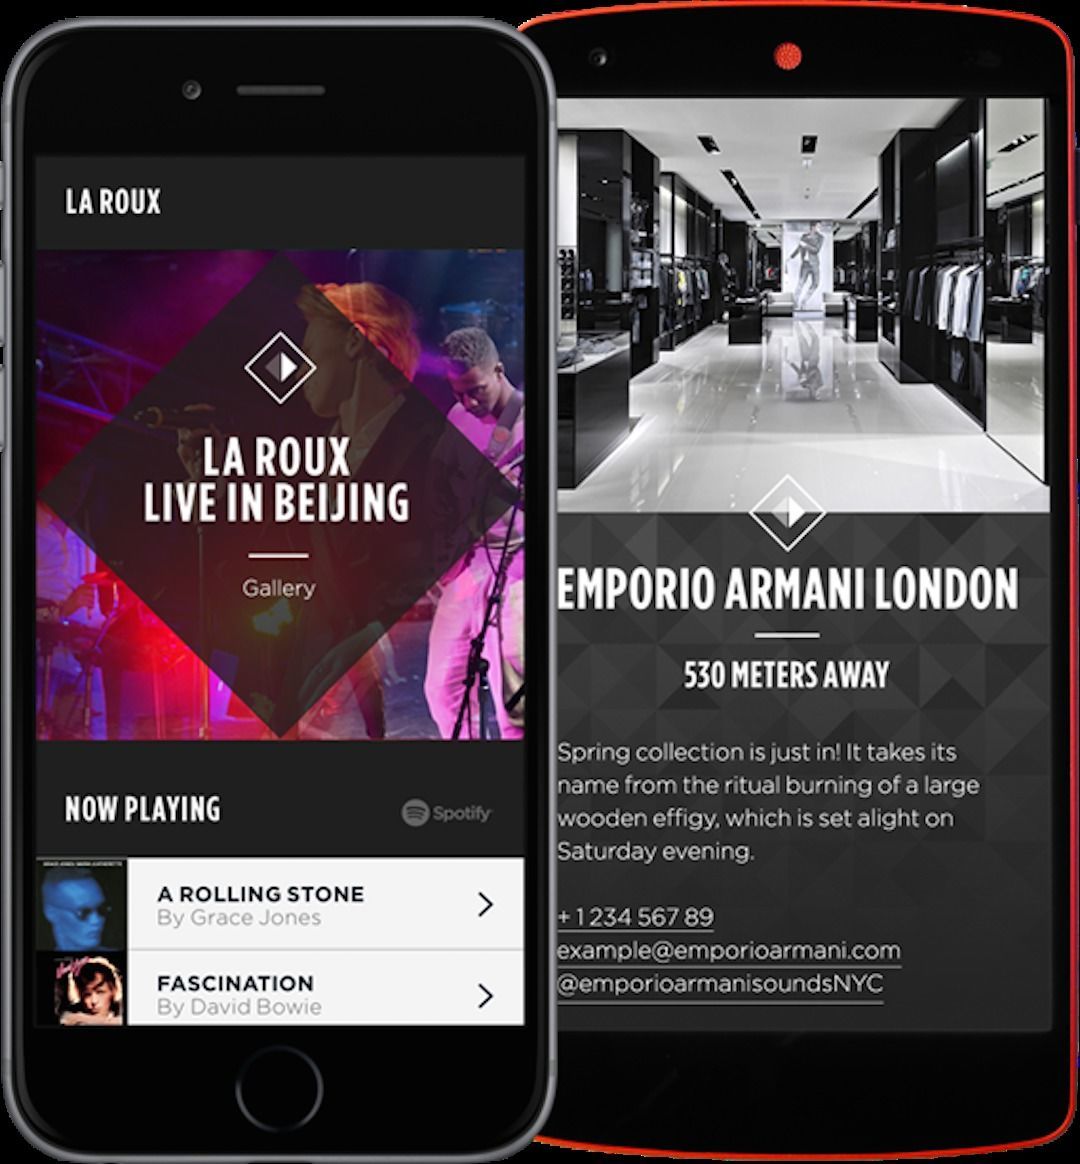 LA ROUX
LA ROUX
LIVE IN BEIJING
Gallery
NOW PLAYING
Spotify
A ROLLING STONE
By Grace Jones
FASCINATION
By David Bowie
EMPORIO ARMANI LONDON
530 METERS AWAY
Spring collection is just in! It takes its
name from the ritual burning of a large
wooden effigy, which is set alight on
Saturday evening.
+ 1 234 567 89
example@emporioarmani.com
@emporioarmanisoundsNYC